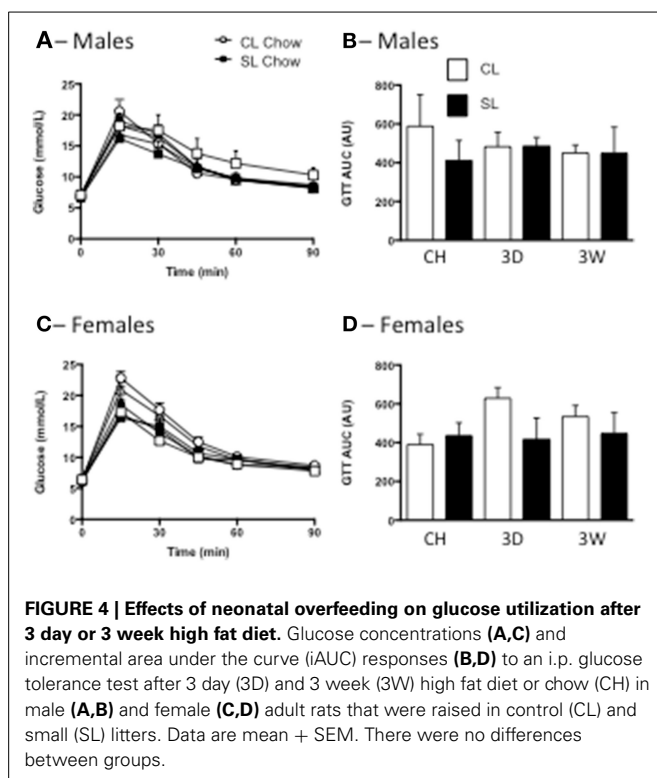 A – Males
CL Chow
SL Chow
25
20
15
10
5
0
Glucose (mmol/L)
0 30 60 90
Time (min)
B – Males
CL
SL
800
600
400
200
0
GTT AUC (AU)
CH 3D 3W
C – Females
25
20
15
10
5
0
Glucose (mmol/L)
0 30 60 90
Time (min)
D – Females
800
600
400
200
0
GTT AUC (AU)
CH 3D 3W
FIGURE 4 | Effects of neonatal overfeeding on glucose utilization after
3 day or 3 week high fat diet. Glucose concentrations (A,C) and
incremental area under the curve (iAUC) responses (B,D) to an i.p. glucose
tolerance test after 3 day (3D) and 3 week (3W) high fat diet or chow (CH) in
male (A,B) and female (C,D) adult rats that were raised in control (CL) and
small (SL) litters. Data are mean + SEM. There were no differences
between groups.